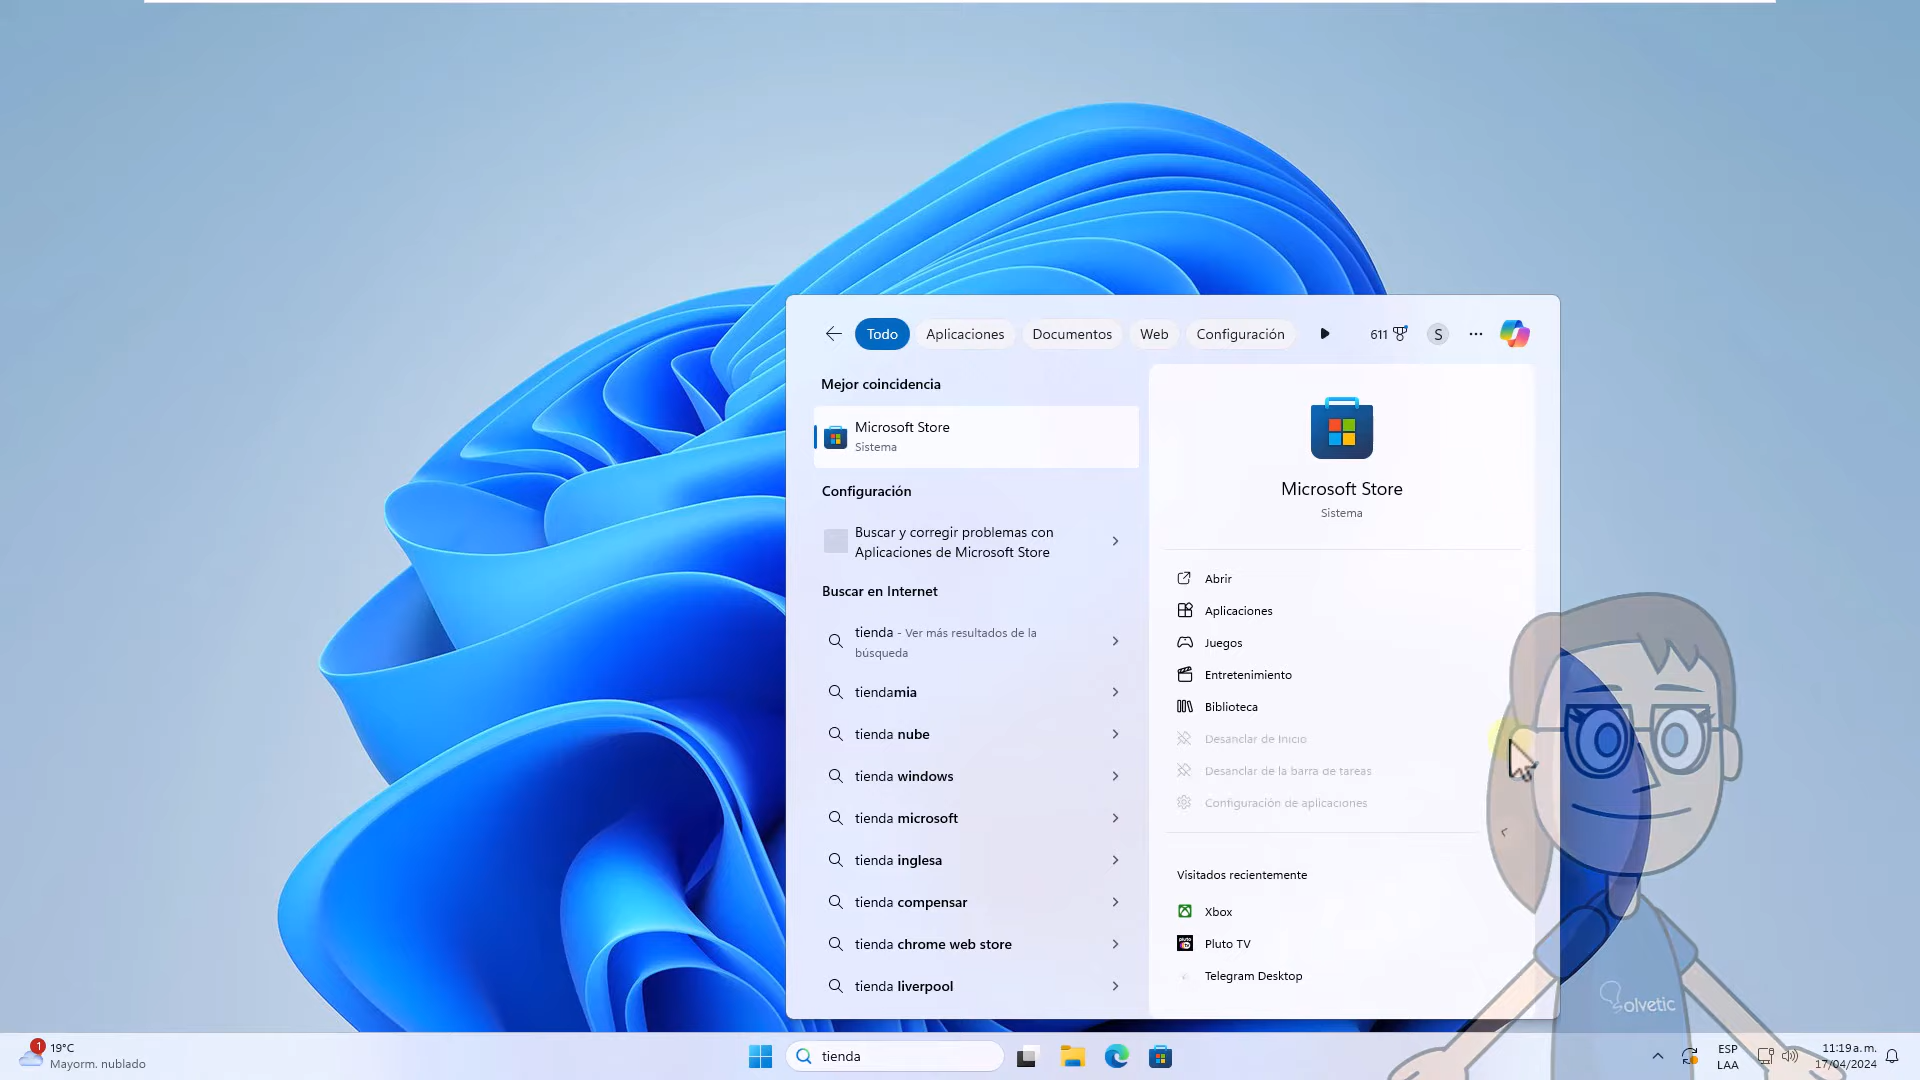 Todo
Aplicaciones
Documentos
Web
Configuración
611
S
Mejor coincidencia
Microsoft Store
Sistema
Configuración
Buscar y corregir problemas con
Aplicaciones de Microsoft Store
Buscar en Internet
tienda - Ver más resultados de la
búsqueda
tiendamia
tienda nube
tienda windows
tienda microsoft
tienda inglesa
tienda compensar
tienda chrome web store
tienda liverpool
Microsoft Store
Sistema
Abrir
Aplicaciones
Juegos
Entretenimiento
Biblioteca
Desanclar de Inicio
Desanclar de la barra de tareas
Configuración de aplicaciones
Visitados recientemente
Xbox
Pluto TV
Telegram Desktop
Solvetic
1
19°C
Mayorm. nublado
tienda
ESP
LAA
11:19 a. m.
17/04/2024